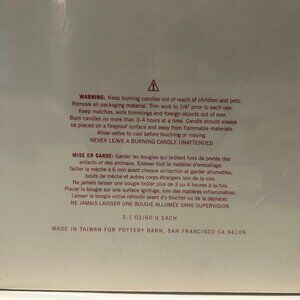 WARNING: Keep burning candles out of reach of children and pets.
Remove all packaging material. Trim wick to 1/4" prior to each use.
Keep matches, wick trimmings and foreign objects out of wax.
Burn candles no more than 3-4 hours at a time. Candle should always
be placed on a fireproof surface and away from flammable materials.
Allow votive to cool before touching or moving.
NEVER LEAVE A BURNING CANDLE UNATTENDED
MISE EN GARDE: Garder les bougies qui brûlent hors de portée des
enfants et des animaux. Enlever tout le matériel d'emballage.
Tailler la mèche à 6 mm avant chaque utilisation et garder allumettes,
bouts de mèche et autres corps étrangers loin de la cire.
Ne jamais laisser une bougie brûler plus de 3 ou 4 heures à la fois.
Placer la bougie sur une surface ignifuge, loin des matières inflammables.
Laisser la bougie votive refroidir avant d'y toucher ou de la déplacer.
NE JAMAIS LAISSER UNE BOUGIE ALLUMÉE SANS SUPERVISION
2.1 OZ/60 G EACH
MADE IN TAIWAN FOR POTTERY BARN, SAN FRANCISCO CA 94109